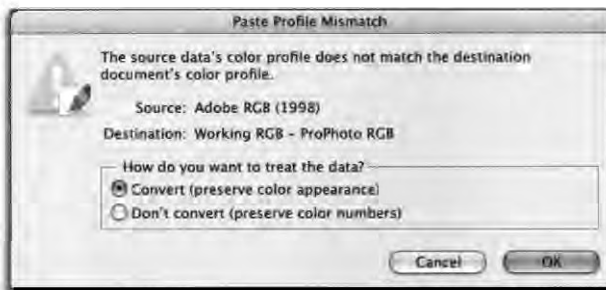 Paste Profile Mismatch
The source data's color profile does not match the destination
document's color profile.
Source: Adobe RGB (1998)
Destination: Working RGB - ProPhoto RGB
How do you want to treat the data?
Convert (preserve color appearance)
Don't convert (preserve color numbers)
Cancel
OK